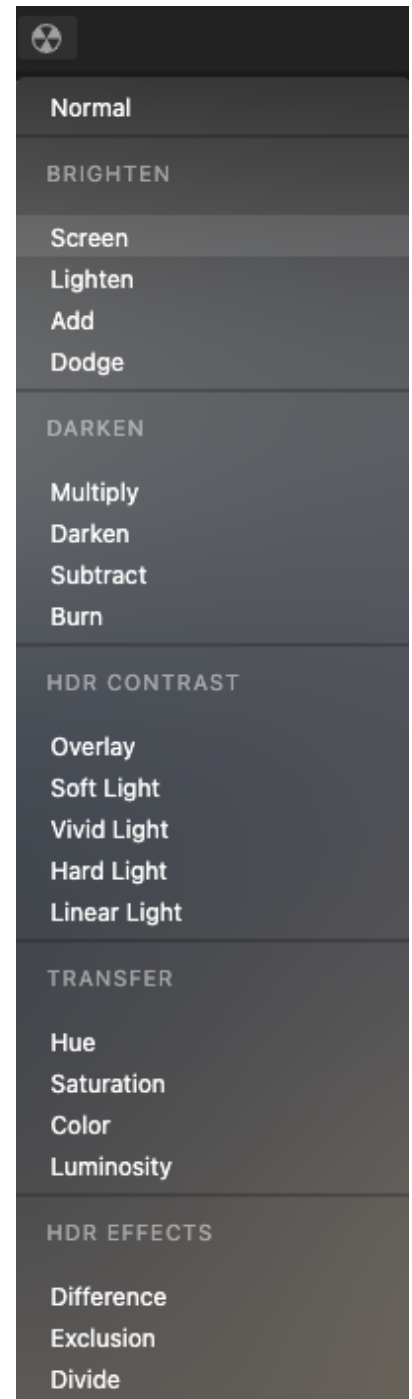 Normal
BRIGHTEN
Screen
Lighten
Add
Dodge
DARKEN
Multiply
Darken
Subtract
Burn
HDR CONTRAST
Overlay
Soft Light
Vivid Light
Hard Light
Linear Light
TRANSFER
Hue
Saturation
Color
Luminosity
HDR EFFECTS
Difference
Exclusion
Divide